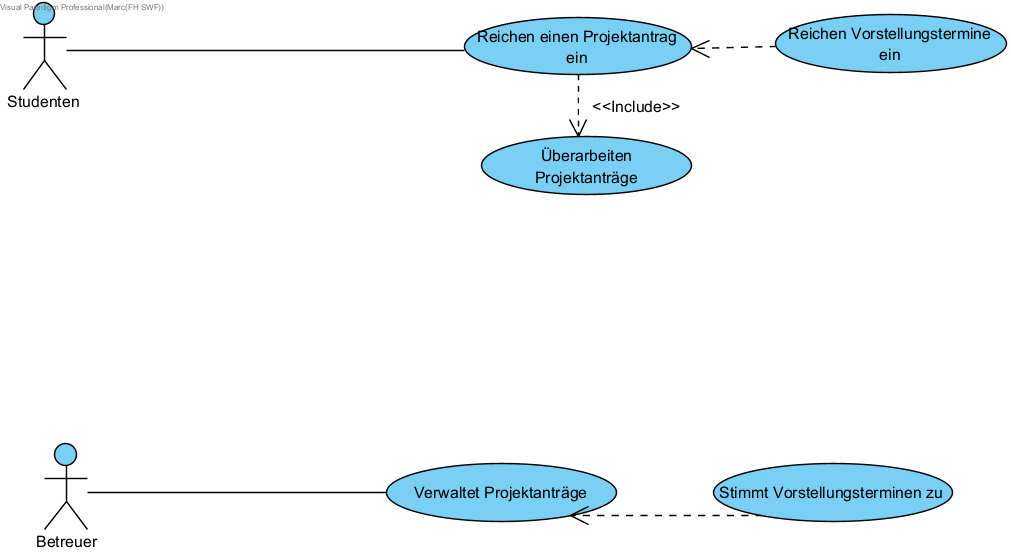 Visual Paradigm Professional(Marc(FH SWF))
Studenten
Reichen einen Projektantrag
ein
Reichen Vorstellungstermine
ein
<<Include>>
Überarbeiten
Projektanträge
Betreuer
Verwaltet Projektanträge
Stimmt Vorstellungsterminen zu